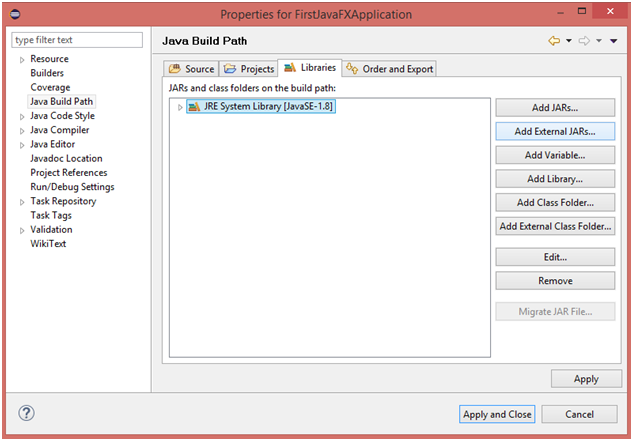 Properties for FirstJavaFXApplication
type filter text
Resource
Builders
Coverage
Java Build Path
Java Code Style
Java Compiler
Java Editor
Javadoc Location
Project References
Run/Debug Settings
Task Repository
Task Tags
Validation
WikiText
Java Build Path
Source
Projects
Libraries
Order and Export
JARs and class folders on the build path:
JRE System Library [JavaSE-1.8]
Add JARs...
Add External JARs...
Add Variable...
Add Library...
Add Class Folder...
Add External Class Folder...
Edit...
Remove
Migrate JAR File...
Apply
Apply and Close
Cancel